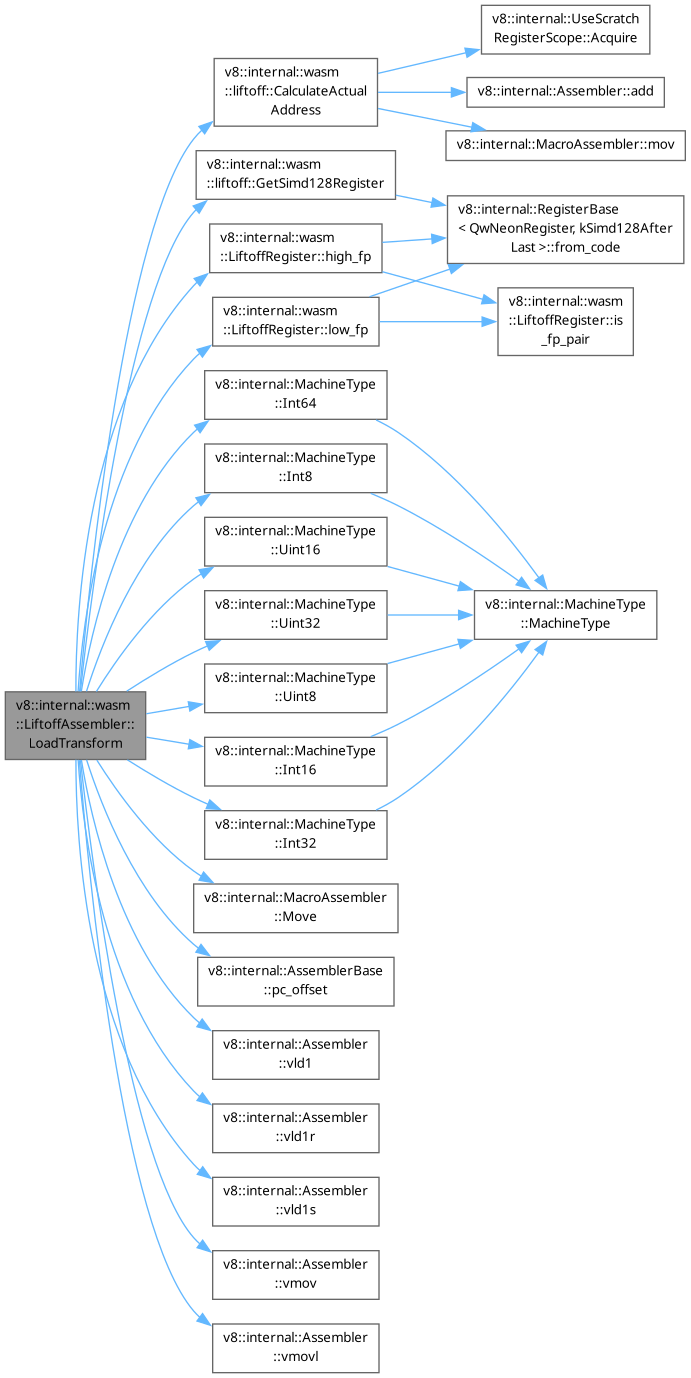 v8::internal::UseScratch
RegisterScope::Acquire
v8::internal::wasm
::liftoff::CalculateActual
Address
v8::internal::Assembler::add
v8::internal::MacroAssembler::mov
v8::internal::wasm
::liftoff::GetSimd128Register
v8::internal::RegisterBase
< QwNeonRegister, kSimd128After
Last >::from_code
v8::internal::wasm
::LiftoffRegister::high_fp
v8::internal::wasm
::LiftoffRegister::is
_fp_pair
v8::internal::wasm
::LiftoffRegister::low_fp
v8::internal::MachineType
::Int64
v8::internal::MachineType
::Int8
v8::internal::MachineType
::Uint16
v8::internal::MachineType
::Uint32
v8::internal::MachineType
::MachineType
v8::internal::MachineType
::Uint8
v8::internal::wasm
::LiftoffAssembler::
LoadTransform
v8::internal::MachineType
::Int16
v8::internal::MachineType
::Int32
v8::internal::MacroAssembler
::Move
v8::internal::AssemblerBase
::pc_offset
v8::internal::Assembler
::vld1
v8::internal::Assembler
::vld1r
v8::internal::Assembler
::vld1s
v8::internal::Assembler
::vmov
v8::internal::Assembler
::vmovl